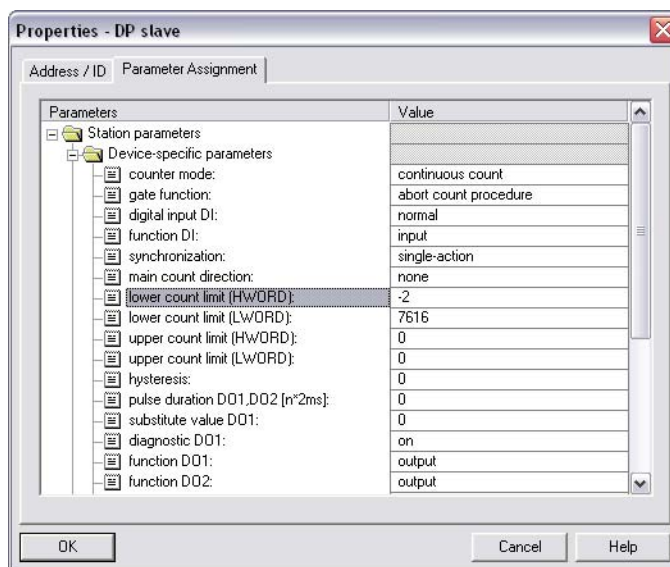 Properties - DP slave
Address / ID Parameter Assignment
Parameters Value
Station parameters
Device-specific parameters
counter mode: continuous count
gate function: abort count procedure
digital input DI: normal
function DI: input
synchronization: single-action
main count direction: none
lower count limit (HWORD): -2
lower count limit (LWORD): 7616
upper count limit (HWORD): 0
upper count limit (LWORD): 0
hysteresis: 0
pulse duration DO1,DO2 [n*2ms]: 0
substitute value DO1: 0
diagnostic DO1: on
function DO1: output
function DO2: output
OK Cancel Help